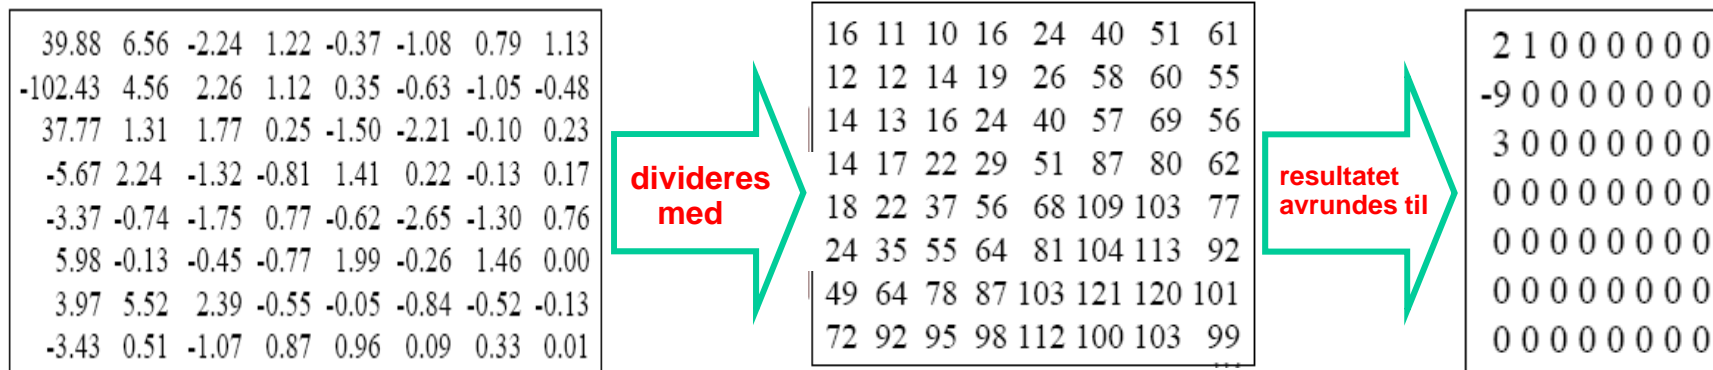 39.88 6.56 -2.24 1.22 -0.37 -1.08 0.79 1.13
-102.43 4.56 2.26 1.12 0.35 -0.63 -1.05 -0.48
37.77 1.31 1.77 0.25 -1.50 -2.21 -0.10 0.23
-5.67 2.24 -1.32 -0.81 1.41 0.22 -0.13 0.17
-3.37 -0.74 -1.75 0.77 -0.62 -2.65 -1.30 0.76
5.98 -0.13 -0.45 -0.77 1.99 -0.26 1.46 0.00
3.97 5.52 2.39 -0.55 -0.05 -0.84 -0.52 -0.13
-3.43 0.51 -1.07 0.87 0.96 0.09 0.33 0.01
divideres
med
16 11 10 16 24 40 51 61
12 12 14 19 26 58 60 55
14 13 16 24 40 57 69 56
14 17 22 29 51 87 80 62
18 22 37 56 68 109 103 77
24 35 55 64 81 104 113 92
49 64 78 87 103 121 120 101
72 92 95 98 112 100 103 99
resultatet
avrundes til
2 1 0 0 0 0 0 0
-9 0 0 0 0 0 0 0
3 0 0 0 0 0 0 0
0 0 0 0 0 0 0 0
0 0 0 0 0 0 0 0
0 0 0 0 0 0 0 0
0 0 0 0 0 0 0 0